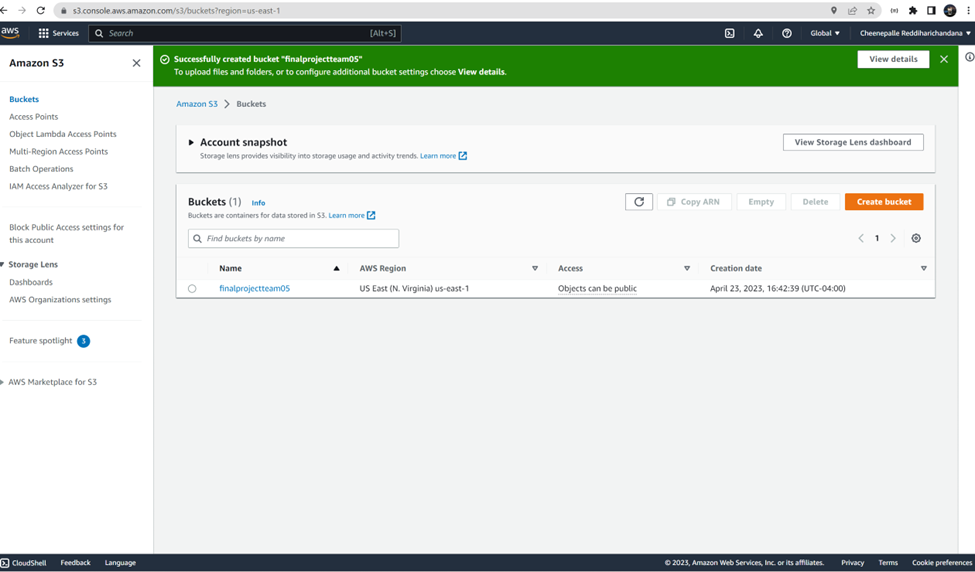 s3.console.aws.amazon.com/s3/buckets?region=us-east-1
aws
Services
Search
[Alt+S]
Global
Cheenepalle Reddiharichandana
Amazon S3
Buckets
Access Points
Object Lambda Access Points
Multi-Region Access Points
Batch Operations
IAM Access Analyzer for S3
Block Public Access settings for
this account
Storage Lens
Dashboards
AWS Organizations settings
Feature spotlight 3
AWS Marketplace for S3
Successfully created bucket "finalprojectteam05"
To upload files and folders, or to configure additional bucket settings choose View details.
View details
Amazon S3 > Buckets
Account snapshot
Storage lens provides visibility into storage usage and activity trends. Learn more
View Storage Lens dashboard
Buckets (1) Info
Buckets are containers for data stored in S3. Learn more
Copy ARN
Empty
Delete
Create bucket
Find buckets by name
1
Name AWS Region Access Creation date
finalprojectteam05 US East (N. Virginia) us-east-1 Objects can be public April 23, 2023, 16:42:39 (UTC-04:00)
CloudShell Feedback Language © 2023, Amazon Web Services, Inc. or its affiliates. Privacy Terms Cookie preferences